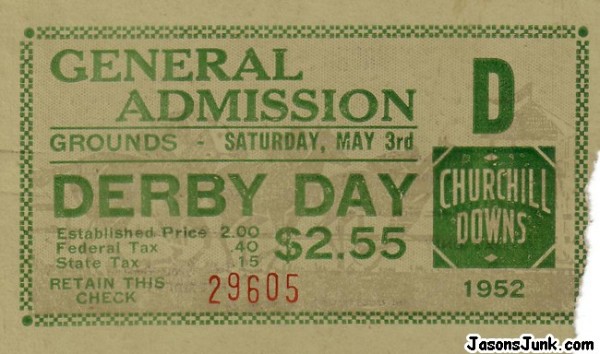 GENERAL
ADMISSION
GROUNDS - SATURDAY, MAY 3rd
DERBY DAY
Established Price 2.00
Federal Tax .40
State Tax .15
$2.55
RETAIN THIS
CHECK
29605
D
CHURCHILL
DOWNS
1952
JasonsJunk.com